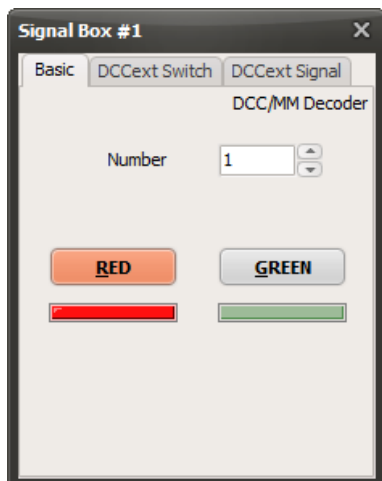 Signal Box #1
Basic DCCext Switch DCCext Signal
DCC/MM Decoder
Number 1
RED GREEN